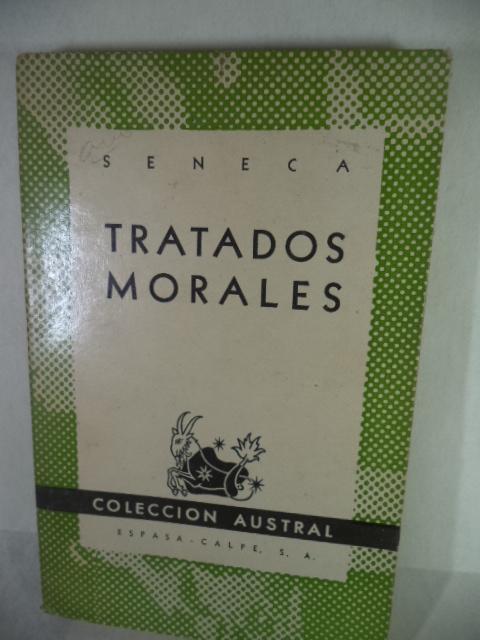 SENECA
TRATADOS
MORALES
COLECCION AUSTRAL
ESPASA-CALPE, S. A.